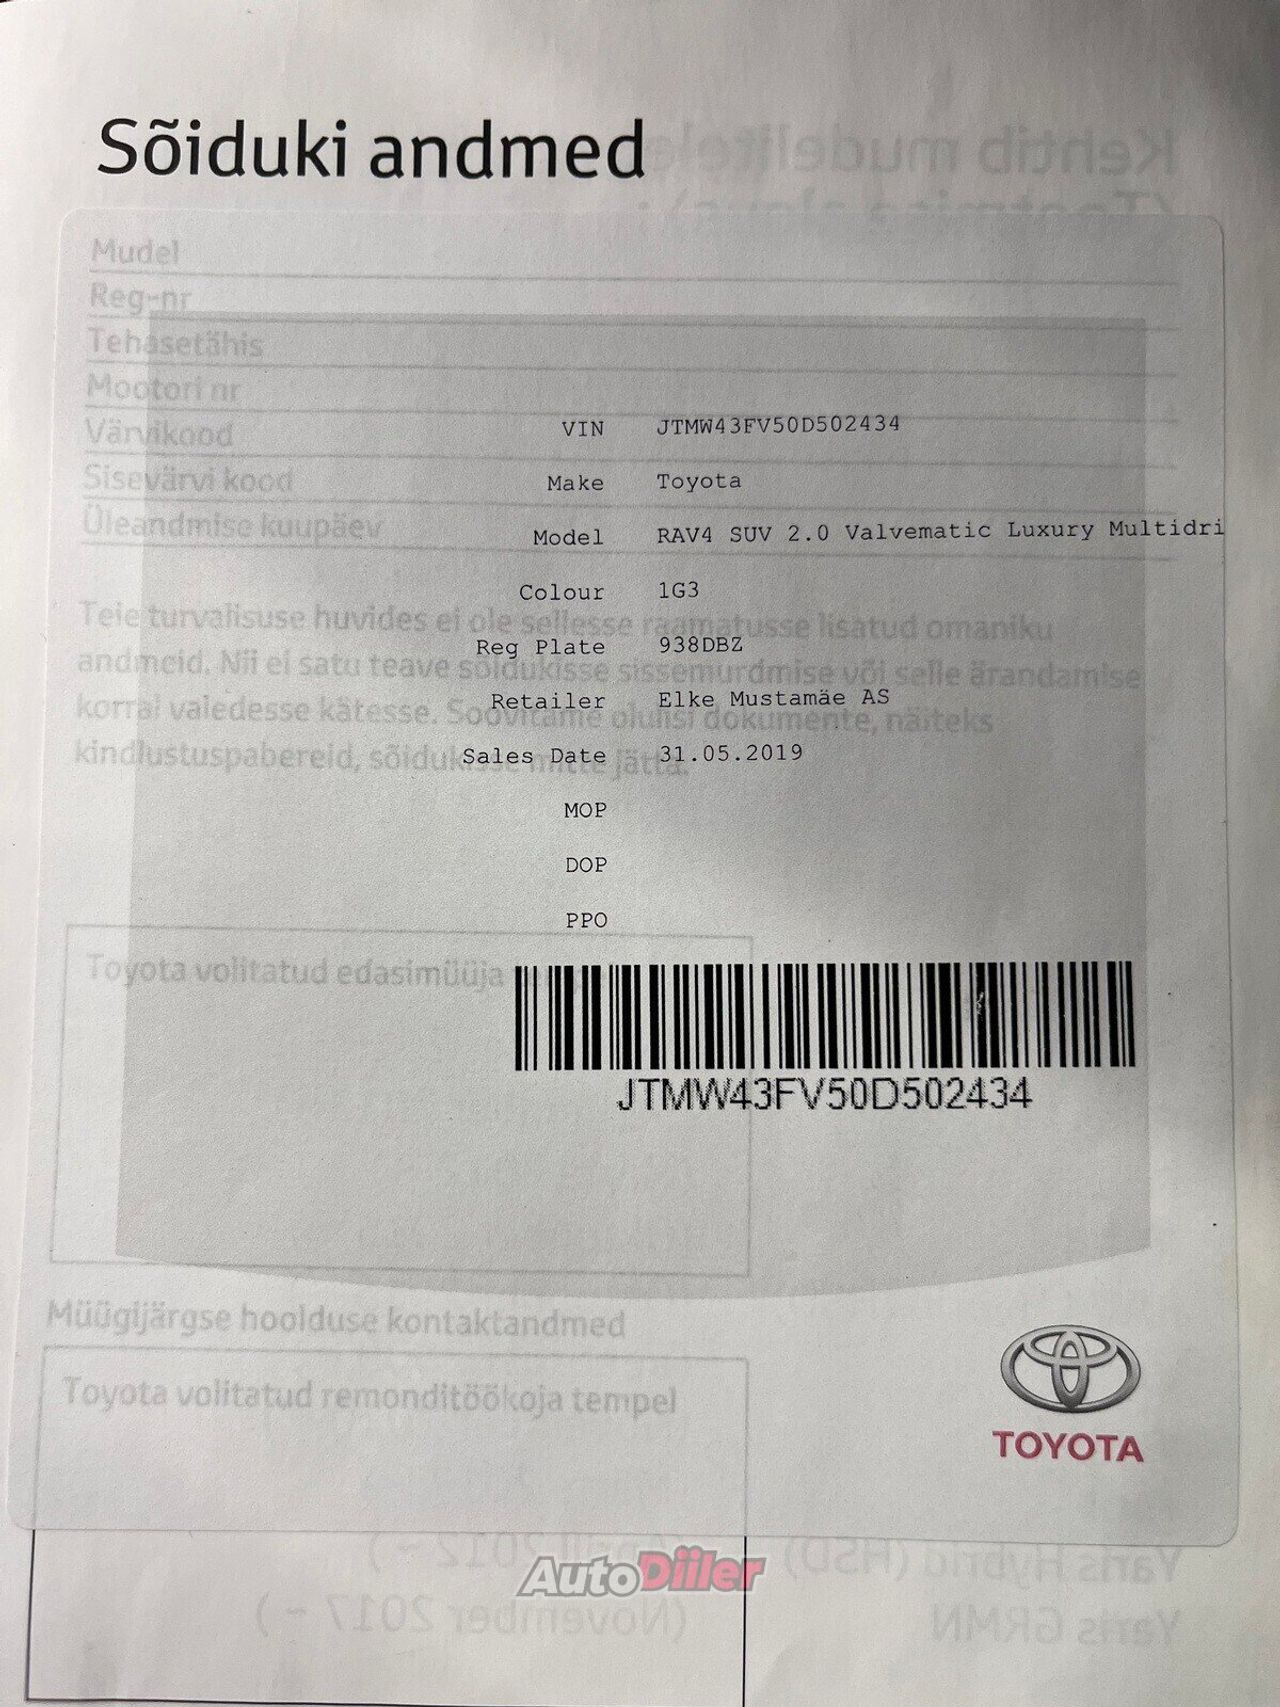 Sõiduki andmed
Mudel
Reg-nr
Tehasetähis
Mootori nr
Värvikood
Sisevärvi kood
Üleandmise kuupäev
VIN JTMW43FV50D502434
Make Toyota
Model RAV4 SUV 2.0 Valvematic Luxury Multidri
Colour 1G3
Reg Plate 938DBZ
Retailer Elke Mustamäe AS
Sales Date 31.05.2019
MOP
DOP
PPO
Teie turvalisuse huvides ei ole sellesse raamatusse lisatud omaniku
andmeid. Nii ei satu teave sõidukisse sissemurdmise või selle ärandamise
korral valedesse kätesse. Soovitame olulisi dokumente, näiteks
kindlustuspabereid, sõidukisse mitte jätta.
Toyota volitatud edasimüüja
JTMW43FV50D502434
Müügijärgse hoolduse kontaktandmed
Toyota volitatud remonditöökoja tempel
TOYOTA
AutoDiiler
Yaris Hybrid (HSD) (April 2012 ~ )
Yaris GRMN (November 2017 ~ )